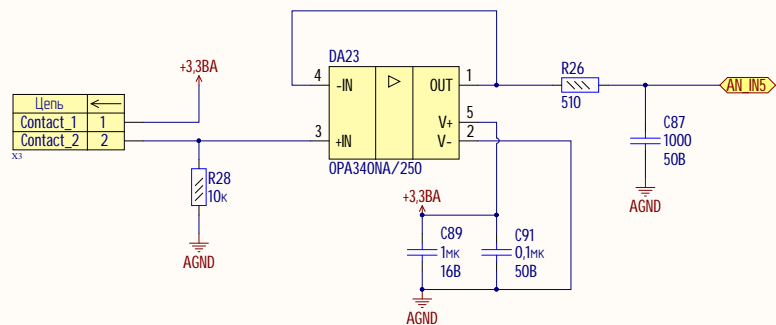 DA23
+3,3ВА
4
-IN
OUT
1
R26
510
AN_IN5
Цепь
Contact_1
1
Contact_2
2
X3
3
+IN
V+
5
V-
2
OPA340NA/250
C87
1000
50В
AGND
R28
10к
AGND
+3,3ВА
C89
1мк
16В
C91
0,1мк
50В
AGND